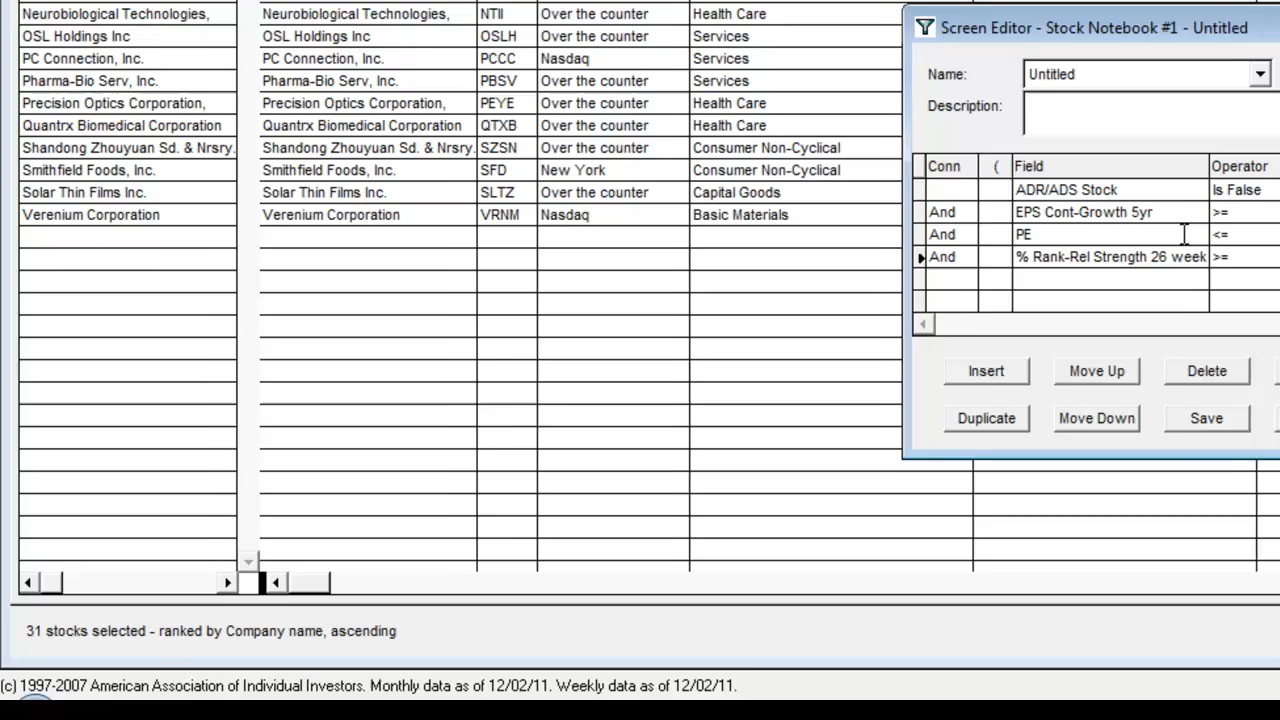 Neurobiological Technologies, Neurobiological Technologies, NTII Over the counter Health Care
OSL Holdings Inc OSL Holdings Inc OSLH Over the counter Services
PC Connection, Inc. PC Connection, Inc. PCCC Nasdaq Services
Pharma-Bio Serv, Inc. Pharma-Bio Serv, Inc. PBSV Over the counter Services
Precision Optics Corporation, Precision Optics Corporation, PEYE Over the counter Health Care
Quantrx Biomedical Corporation Quantrx Biomedical Corporation QTXB Over the counter Health Care
Shandong Zhouyuan Sd. & Nrsry. Shandong Zhouyuan Sd. & Nrsry. SZSN Over the counter Consumer Non-Cyclical
Smithfield Foods, Inc. Smithfield Foods, Inc. SFD New York Consumer Non-Cyclical
Solar Thin Films Inc. Solar Thin Films Inc. SLTZ Over the counter Capital Goods
Verenium Corporation Verenium Corporation VRNM Nasdaq Basic Materials
Screen Editor - Stock Notebook #1 - Untitled
Name: Untitled
Description:
Conn ( Field Operator
ADR/ADS Stock Is False
And EPS Cont-Growth 5yr >=
And PE <=
And % Rank-Rel Strength 26 week >=
Insert Move Up Delete
Duplicate Move Down Save
31 stocks selected - ranked by Company name, ascending
(c) 1997-2007 American Association of Individual Investors. Monthly data as of 12/02/11. Weekly data as of 12/02/11.